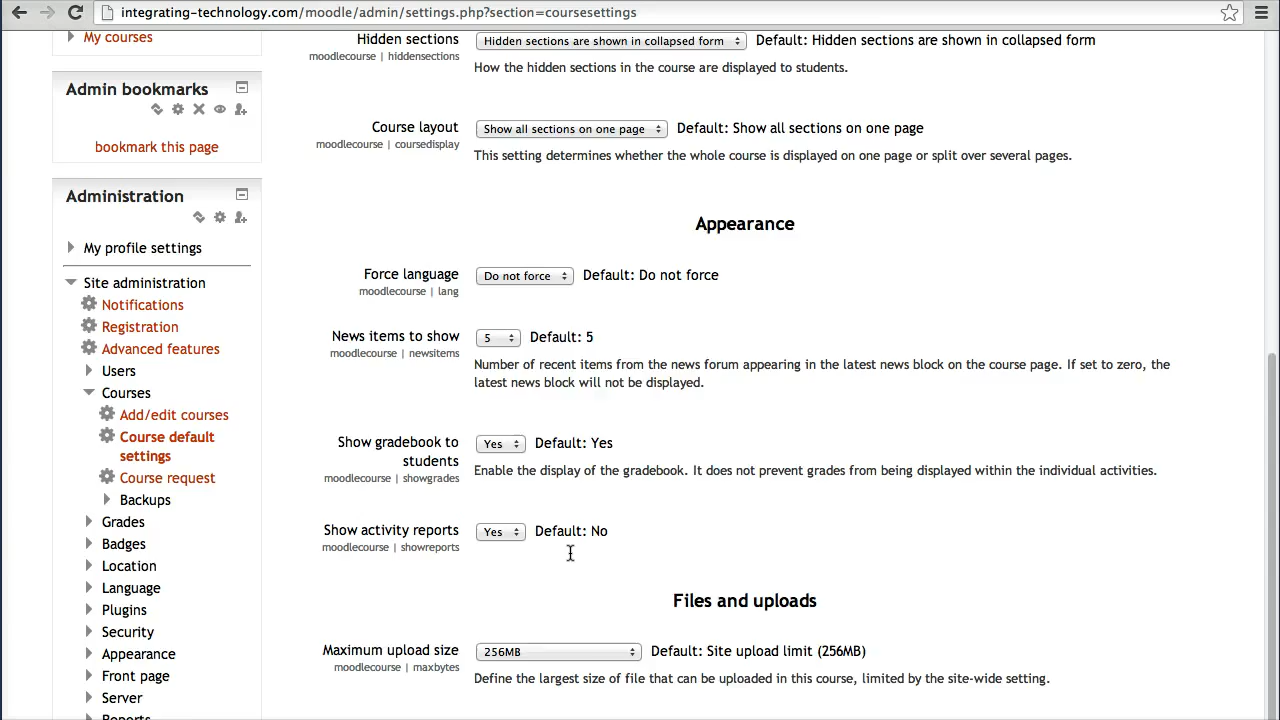 integrating-technology.com/moodle/admin/settings.php?section=coursesettings
My courses
Admin bookmarks
bookmark this page
Administration
My profile settings
Site administration
Notifications
Registration
Advanced features
Users
Courses
Add/edit courses
Course default
settings
Course request
Backups
Grades
Badges
Location
Language
Plugins
Security
Appearance
Front page
Server
Reports
Hidden sections Hidden sections are shown in collapsed form Default: Hidden sections are shown in collapsed form
moodlecourse | hiddensections
How the hidden sections in the course are displayed to students.
Course layout Show all sections on one page Default: Show all sections on one page
moodlecourse | coursedisplay
This setting determines whether the whole course is displayed on one page or split over several pages.
Appearance
Force language Do not force Default: Do not force
moodlecourse | lang
News items to show 5 Default: 5
moodlecourse | newsitems
Number of recent items from the news forum appearing in the latest news block on the course page. If set to zero, the
latest news block will not be displayed.
Show gradebook to Yes Default: Yes
students
moodlecourse | showgrades
Enable the display of the gradebook. It does not prevent grades from being displayed within the individual activities.
Show activity reports Yes Default: No
moodlecourse | showreports
Files and uploads
Maximum upload size 256MB Default: Site upload limit (256MB)
moodlecourse | maxbytes
Define the largest size of file that can be uploaded in this course, limited by the site-wide setting.